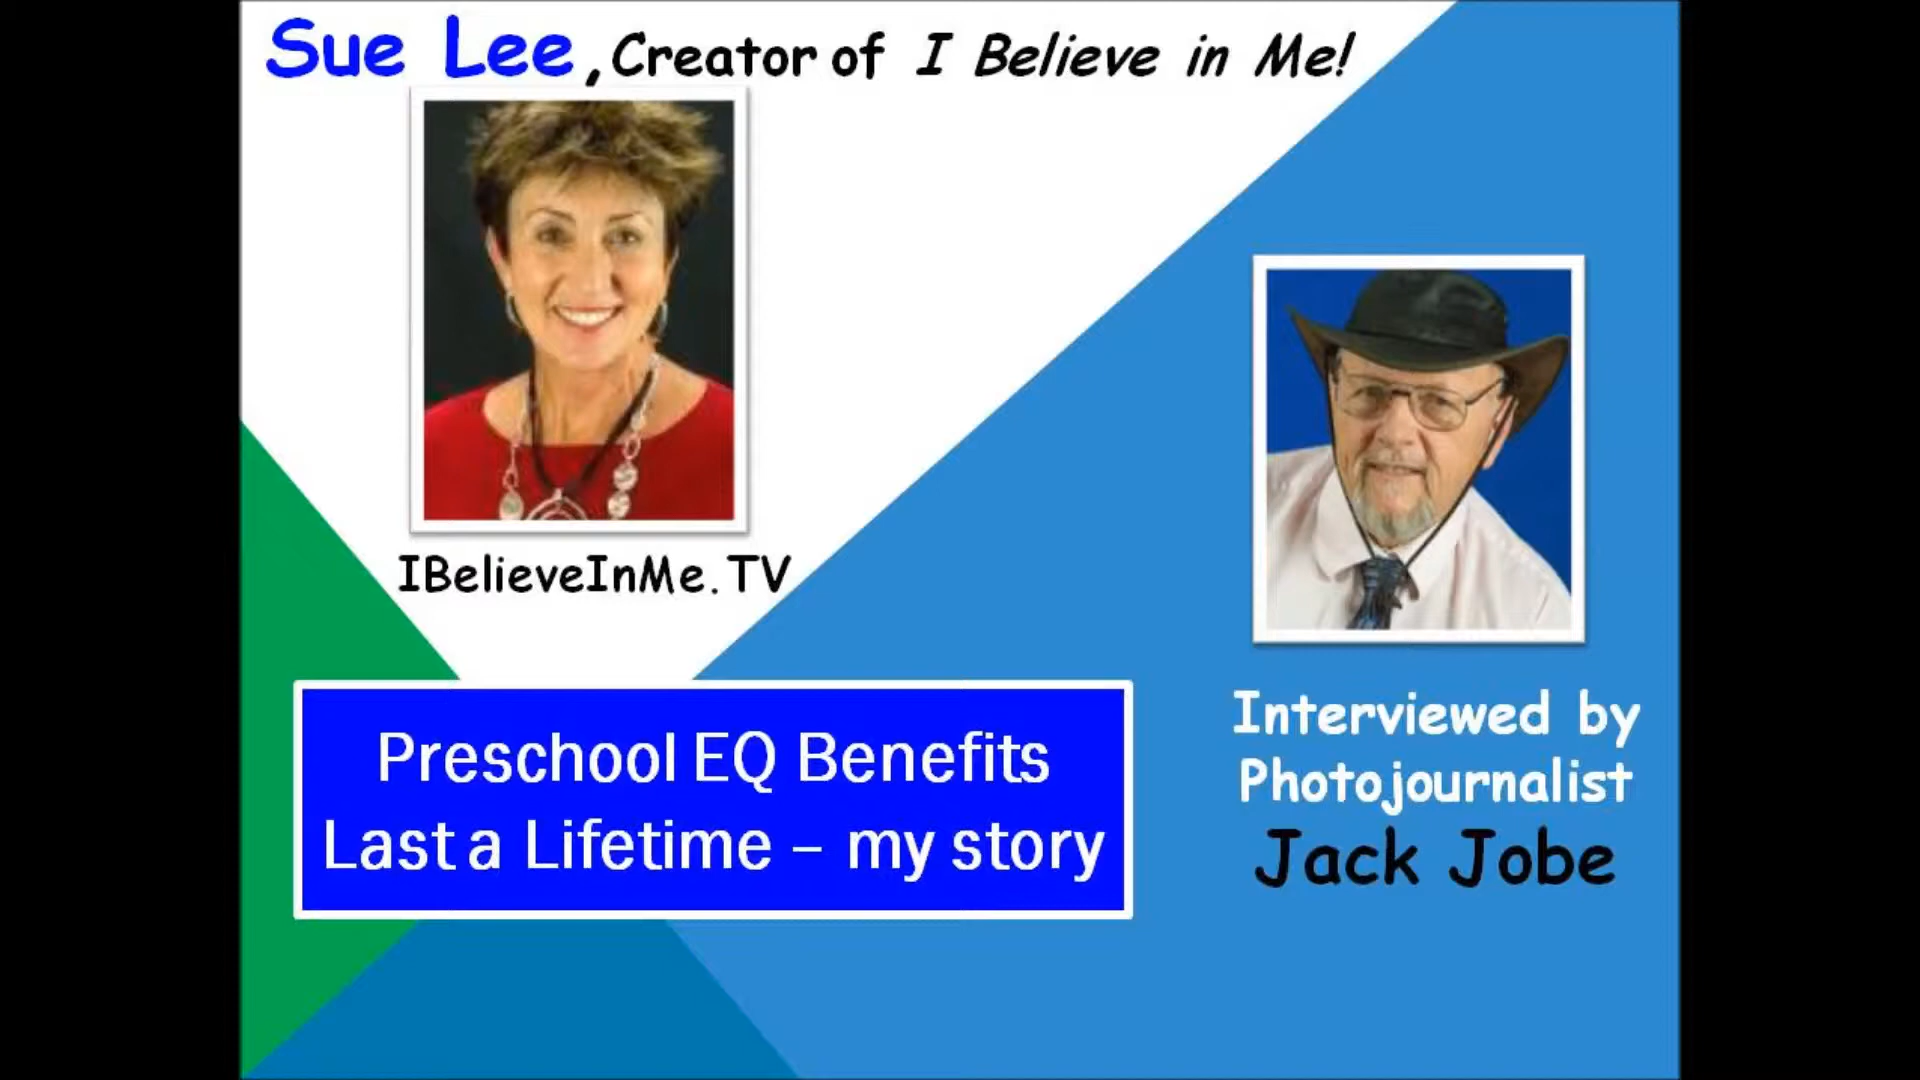 Sue Lee, Creator of I Believe in Me!
IBelieveInMe.TV
Preschool EQ Benefits
Last a Lifetime – my story
Interviewed by
Photojournalist
Jack Jobe